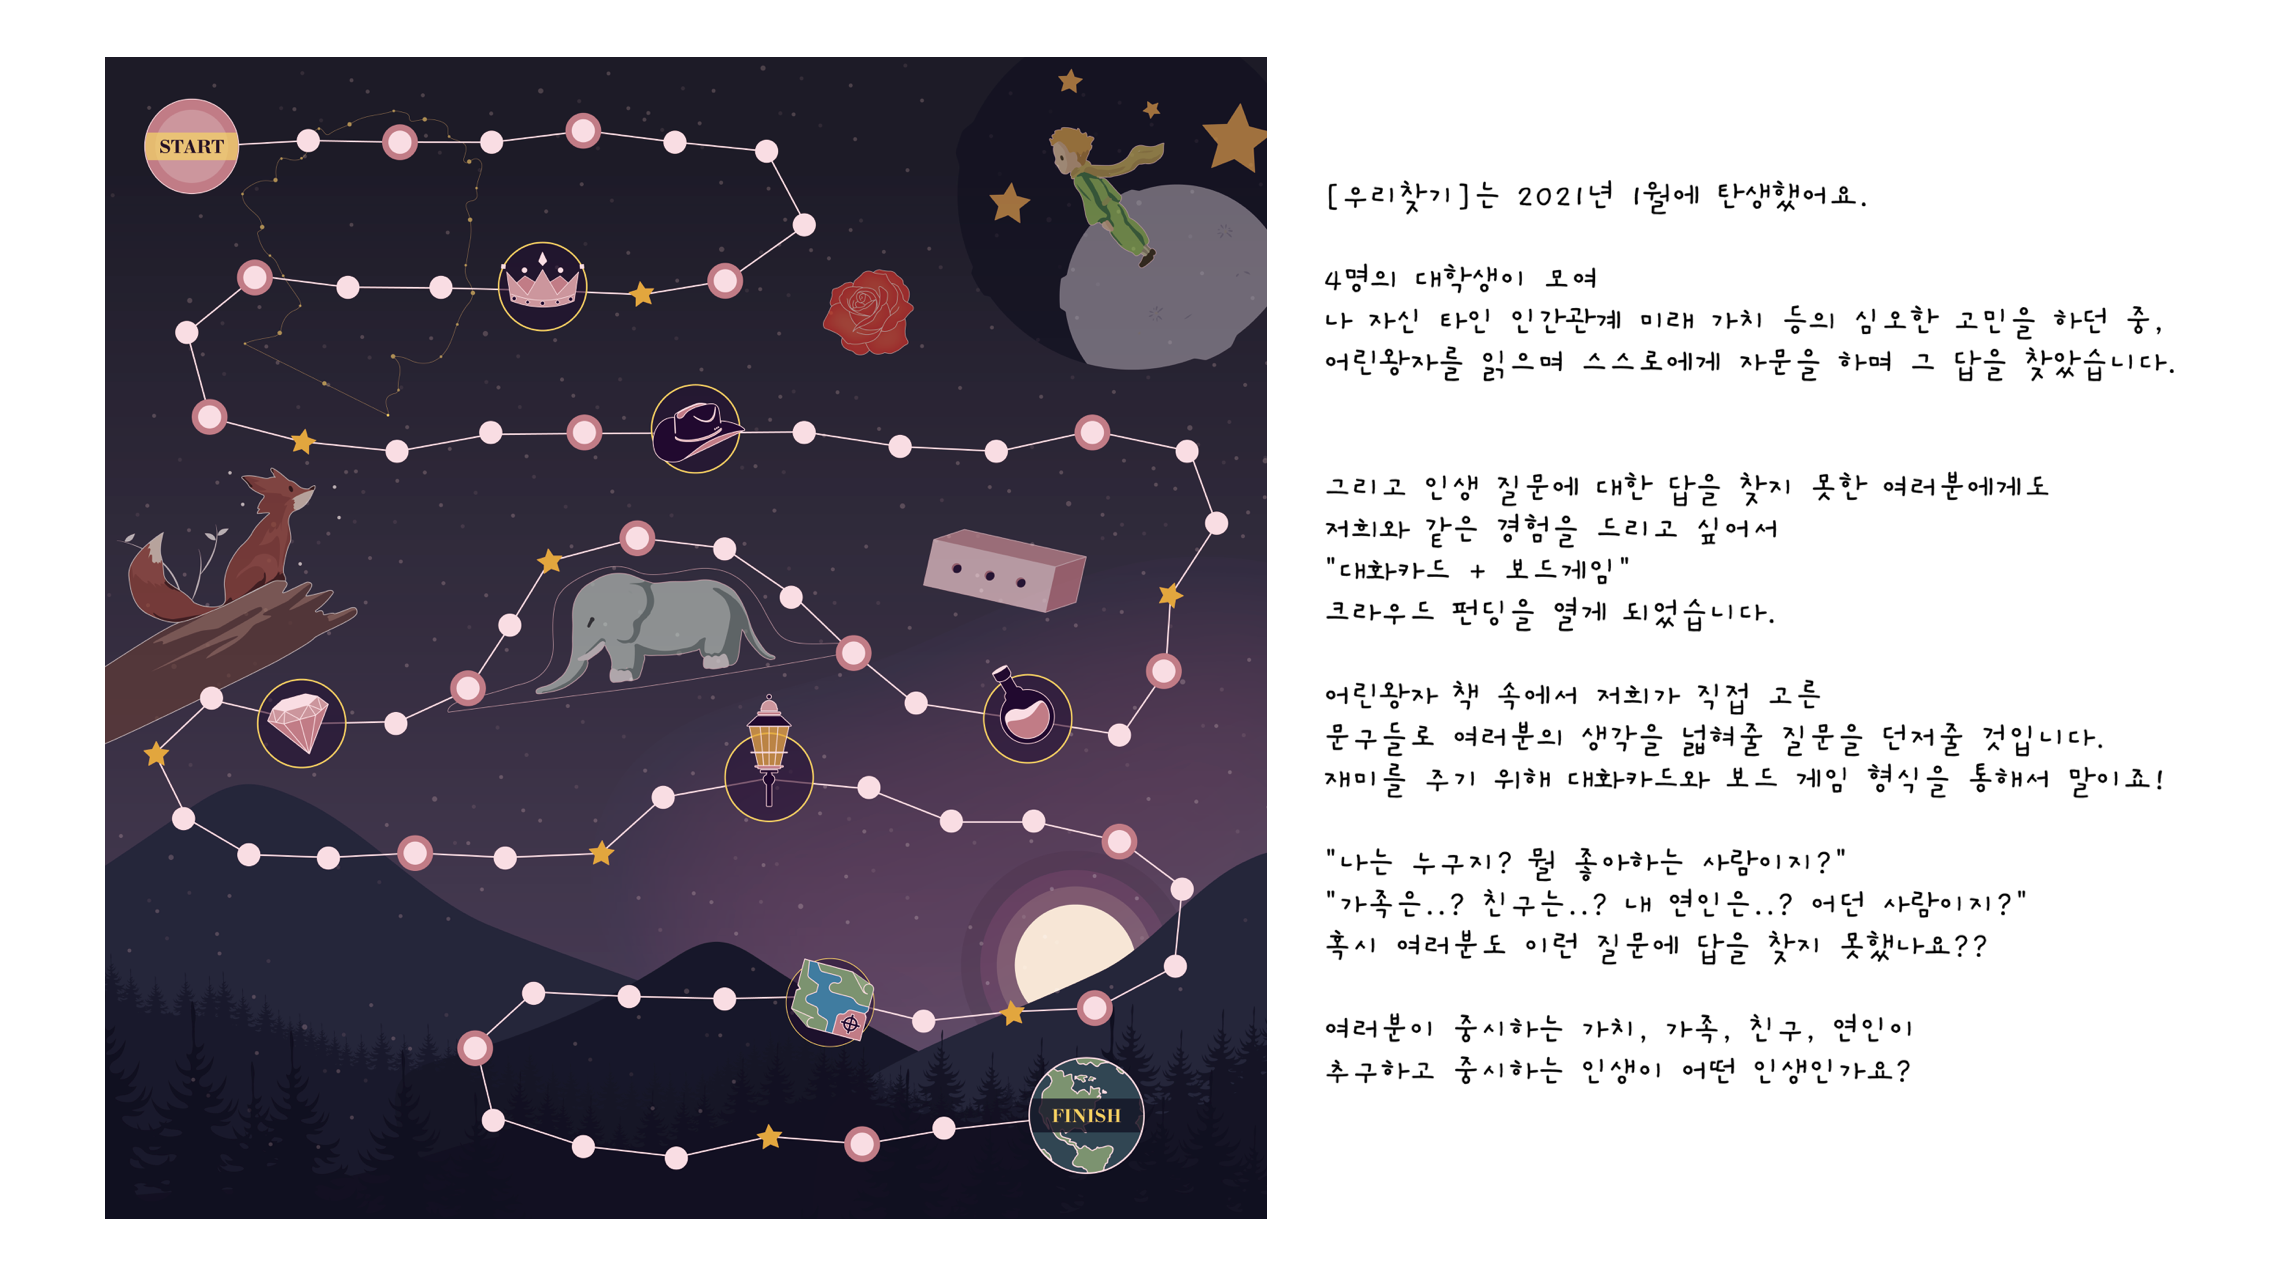 START
FINISH
[우리찾기]는 2021년 1월에 탄생했어요.
4명의 대학생이 모여
나 자신 타인 인간관계 미래 가치 등의 심오한 고민을 하던 중,
어린왕자를 읽으며 스스로에게 자문을 하며 그 답을 찾았습니다.
그리고 인생 질문에 대한 답을 찾지 못한 여러분에게도
저희와 같은 경험을 드리고 싶어서
"대화카드 + 보드게임"
크라우드 펀딩을 열게 되었습니다.
어린왕자 책 속에서 저희가 직접 고른
문구들로 여러분의 생각을 넓혀줄 질문을 던져줄 것입니다.
재미를 주기 위해 대화카드와 보드 게임 형식을 통해서 말이죠!
"나는 누구지? 뭘 좋아하는 사람이지?"
"가족은..? 친구는..? 내 연인은..? 어떤 사람이지?"
혹시 여러분도 이런 질문에 답을 찾지 못했나요??
여러분이 중시하는 가치, 가족, 친구, 연인이
추구하고 중시하는 인생이 어떤 인생인가요?